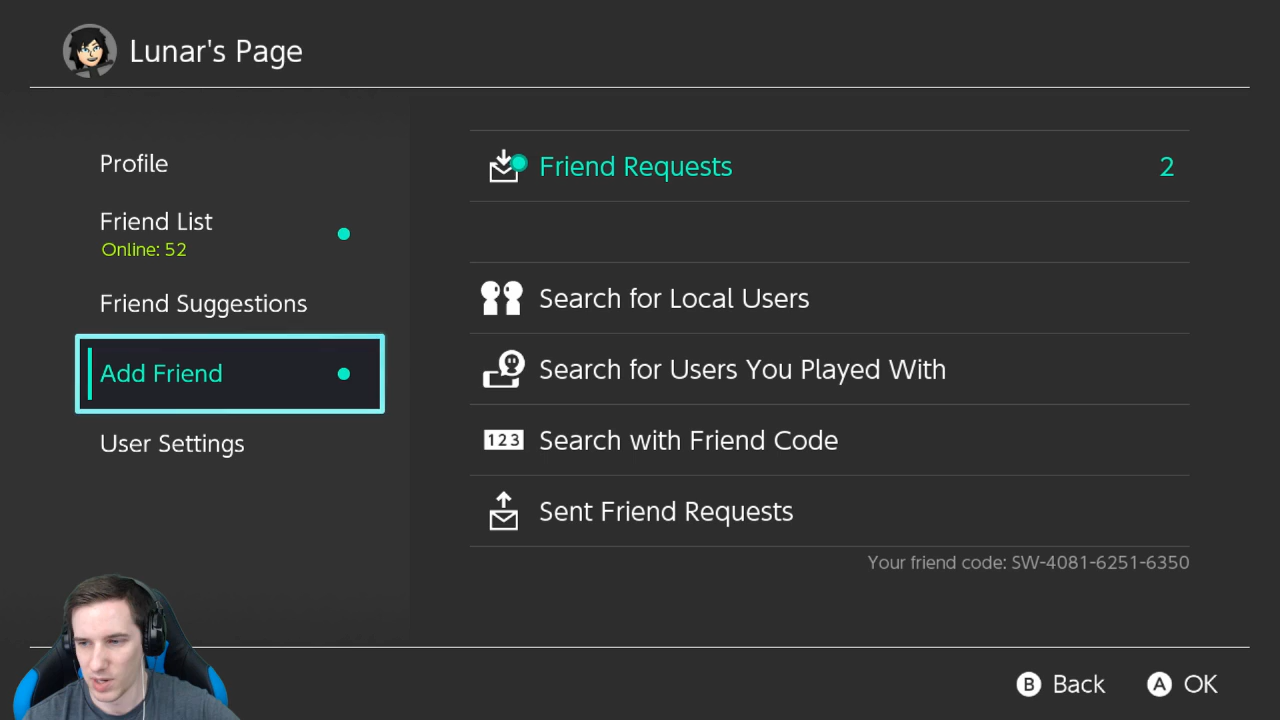 Lunar's Page
Profile
Friend List
Online: 52
Friend Suggestions
Add Friend
User Settings
Friend Requests 2
Search for Local Users
Search for Users You Played With
123 Search with Friend Code
Sent Friend Requests
Your friend code: SW-4081-6251-6350
B Back A OK